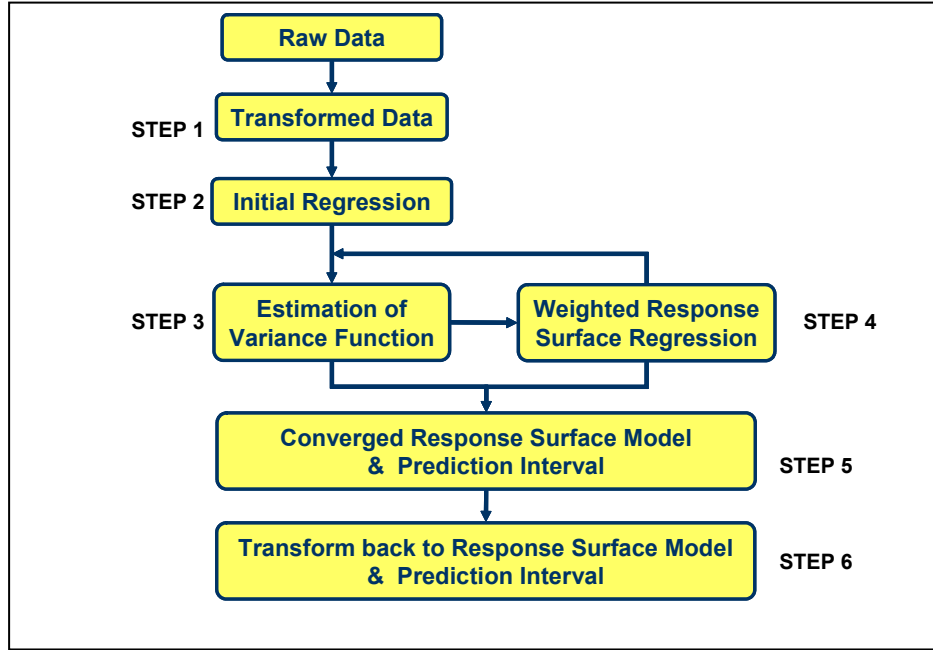 Raw Data
STEP 1
Transformed Data
STEP 2
Initial Regression
STEP 3
Estimation of
Variance Function
Weighted Response
Surface Regression
STEP 4
Converged Response Surface Model
& Prediction Interval
STEP 5
Transform back to Response Surface Model
& Prediction Interval
STEP 6